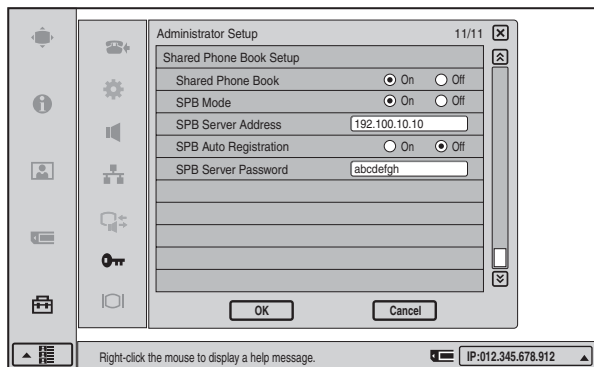 Administrator Setup 11/11
Shared Phone Book Setup
Shared Phone Book On Off
SPB Mode On Off
SPB Server Address 192.100.10.10
SPB Auto Registration On Off
SPB Server Password abcdefgh
OK Cancel
Right-click the mouse to display a help message. IP:012.345.678.912